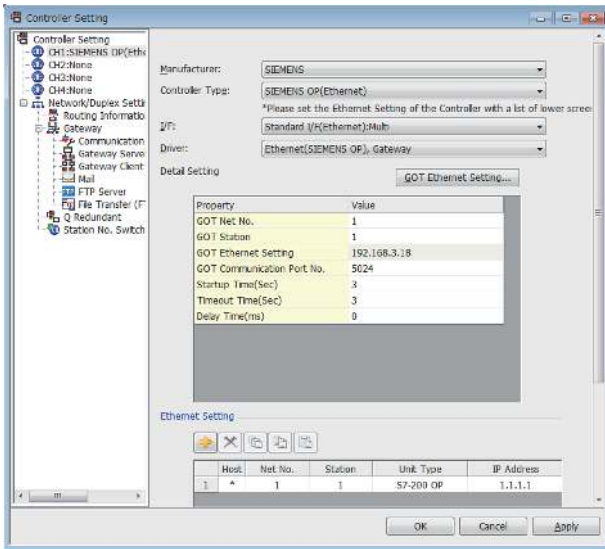 Controller Setting
Controller Setting
CH1:SIEMENS OP(Ethe
CH2:None
CH3:None
CH4:None
Network/Duplex Settin
Routing Informatio
Gateway
Communication
Gateway Serve
Gateway Client
Mail
FTP Server
File Transfer (FT
Q Redundant
Station No. Switch
Manufacturer: SIEMENS
Controller Type: SIEMENS OP(Ethernet)
*Please set the Ethernet Setting of the Controller with a list of lower screen
I/F: Standard I/F(Ethernet):Multi
Driver: Ethernet(SIEMENS OP), Gateway
Detail Setting
GOT Ethernet Setting...
Property Value
GOT Net No. 1
GOT Station 1
GOT Ethernet Setting 192.168.3.18
GOT Communication Port No. 5024
Startup Time(Sec) 3
Timeout Time(Sec) 3
Delay Time(ms) 0
Ethernet Setting
Host Net No. Station Unit Type IP Address
1 * 1 1 S7-200 OP 1.1.1.1
OK Cancel Apply